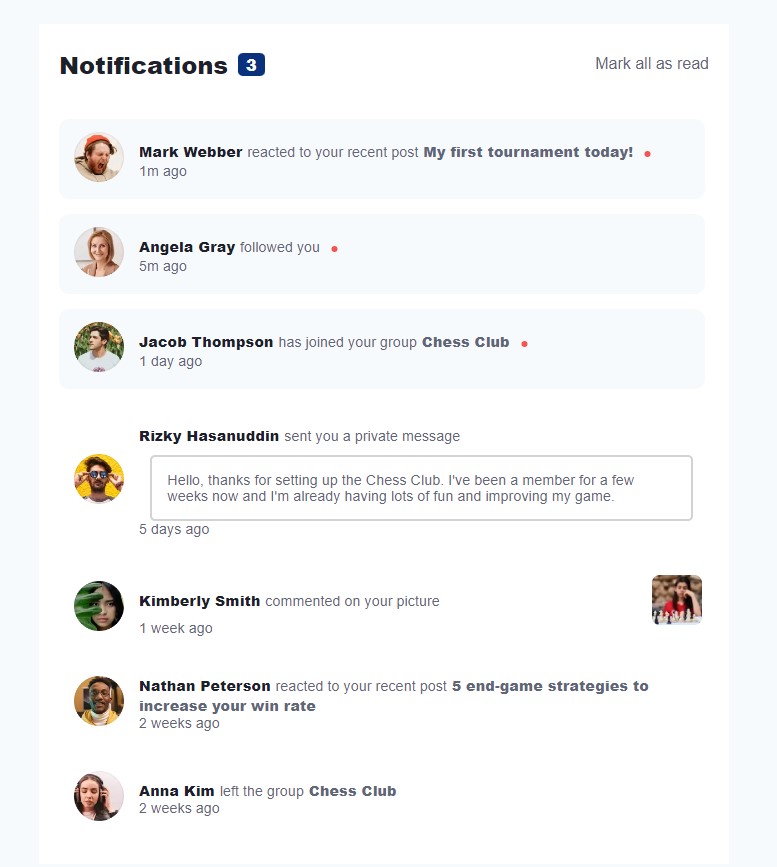 Notifications 3
Mark all as read
Mark Webber reacted to your recent post My first tournament today!
1m ago
Angela Gray followed you
5m ago
Jacob Thompson has joined your group Chess Club
1 day ago
Rizky Hasanuddin sent you a private message
Hello, thanks for setting up the Chess Club. I've been a member for a few
weeks now and I'm already having lots of fun and improving my game.
5 days ago
Kimberly Smith commented on your picture
1 week ago
Nathan Peterson reacted to your recent post 5 end-game strategies to
increase your win rate
2 weeks ago
Anna Kim left the group Chess Club
2 weeks ago